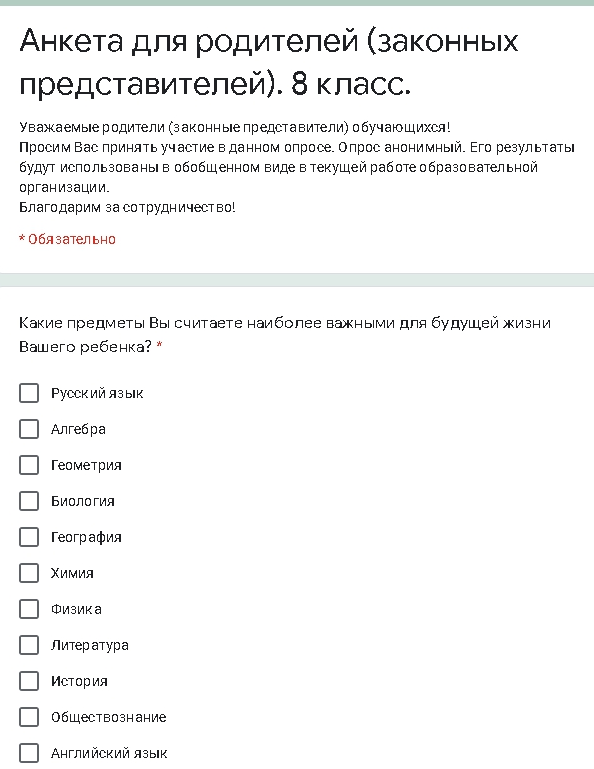 Анкета для родителей (законных
представителей). 8 класс.
Уважаемые родители (законные представители) обучающихся!
Просим Вас принять участие в данном опросе. Опрос анонимный. Его результаты
будут использованы в обобщенном виде в текущей работе образовательной
организации.
Благодарим за сотрудничество!
* Обязательно
Какие предметы Вы считаете наиболее важными для будущей жизни
Вашего ребенка? *
Русский язык
Алгебра
Геометрия
Биология
География
Химия
Физика
Литература
История
Обществознание
Английский язык